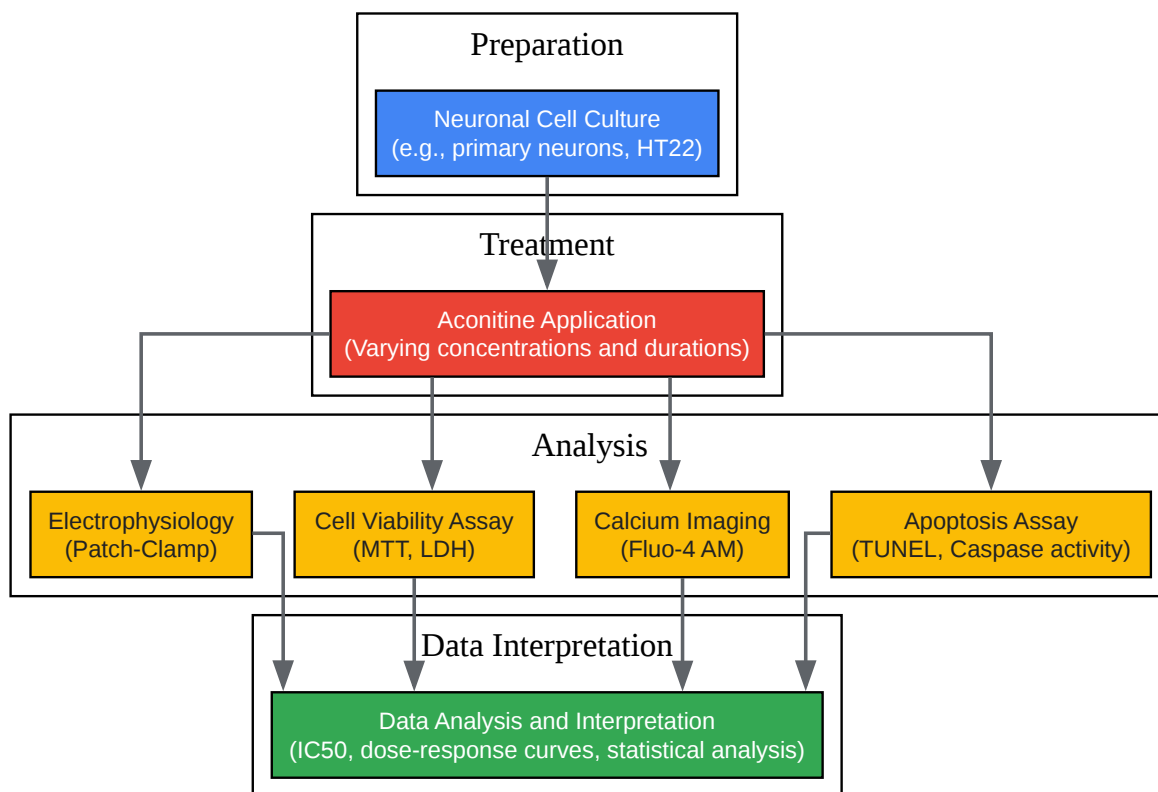 Preparation
Neuronal Cell Culture
(e.g., primary neurons, HT22)
Treatment
Aconitine Application
(Varying concentrations and durations)
Analysis
Electrophysiology
(Patch-Clamp)
Cell Viability Assay
(MTT, LDH)
Calcium Imaging
(Fluo-4 AM)
Apoptosis Assay
(TUNEL, Caspase activity)
Data Interpretation
Data Analysis and Interpretation
(IC50, dose-response curves, statistical analysis)